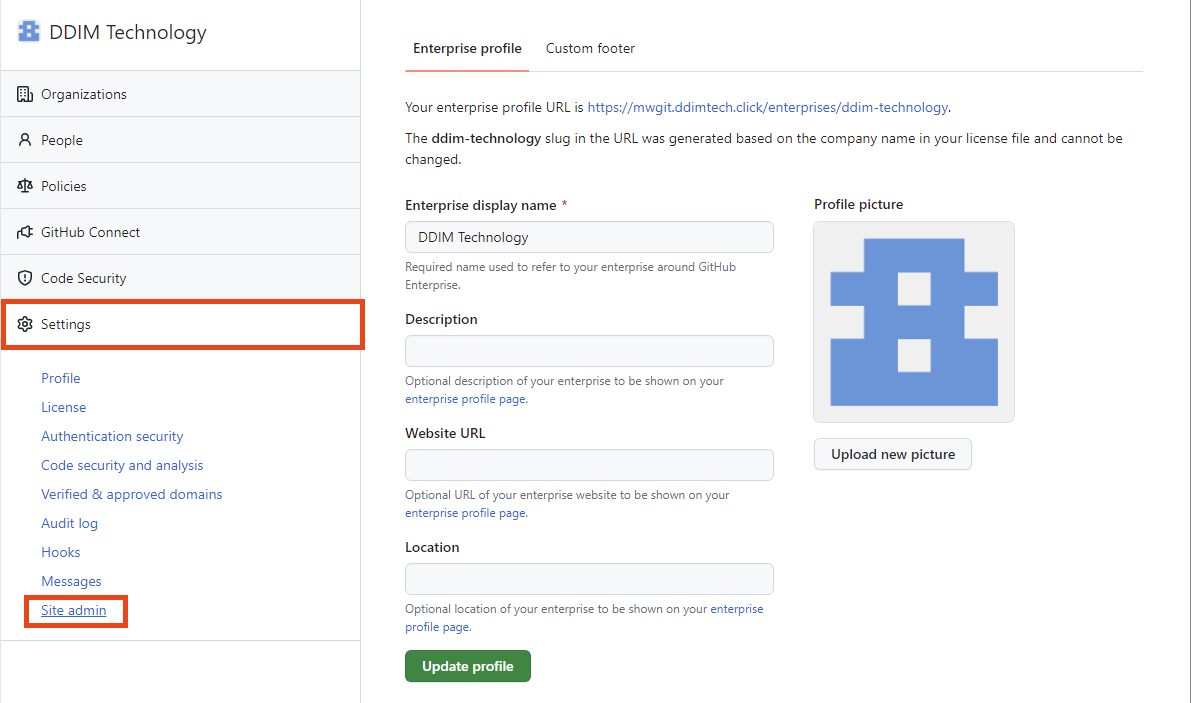 DDIM Technology
Organizations
People
Policies
GitHub Connect
Code Security
Settings
Profile
License
Authentication security
Code security and analysis
Verified & approved domains
Audit log
Hooks
Messages
Site admin
Enterprise profile
Custom footer
Your enterprise profile URL is https://mwgit.ddimtech.click/enterprises/ddim-technology.
The ddim-technology slug in the URL was generated based on the company name in your license file and cannot be
changed.
Enterprise display name *
DDIM Technology
Required name used to refer to your enterprise around GitHub
Enterprise.
Description
Optional description of your enterprise to be shown on your
enterprise profile page.
Website URL
Optional URL of your enterprise website to be shown on your
enterprise profile page.
Location
Optional location of your enterprise to be shown on your enterprise
profile page.
Update profile
Profile picture
Upload new picture